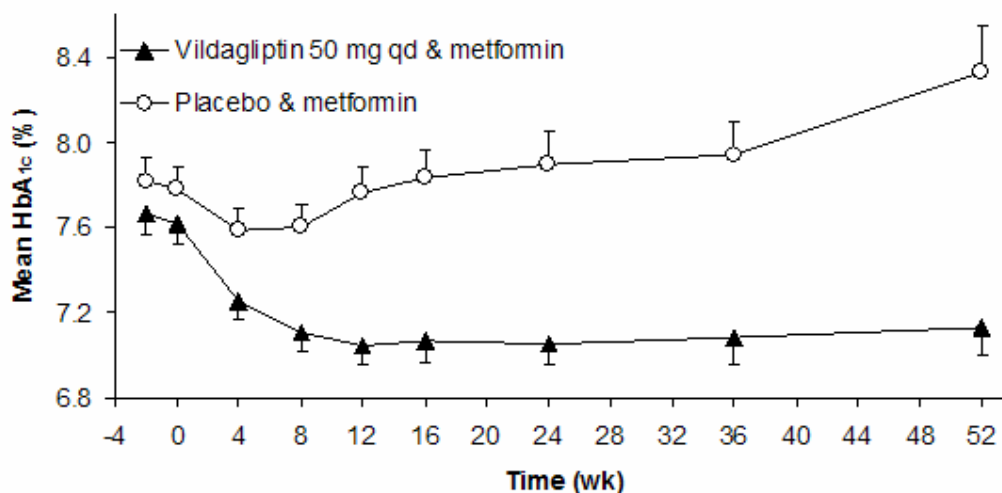 Vildagliptin 50 mg qd & metformin
Placebo & metformin
Mean HbA1c (%)
8.4
8.0
7.6
7.2
6.8
-4 0 4 8 12 16 20 24 28 32 36 40 44 48 52
Time (wk)